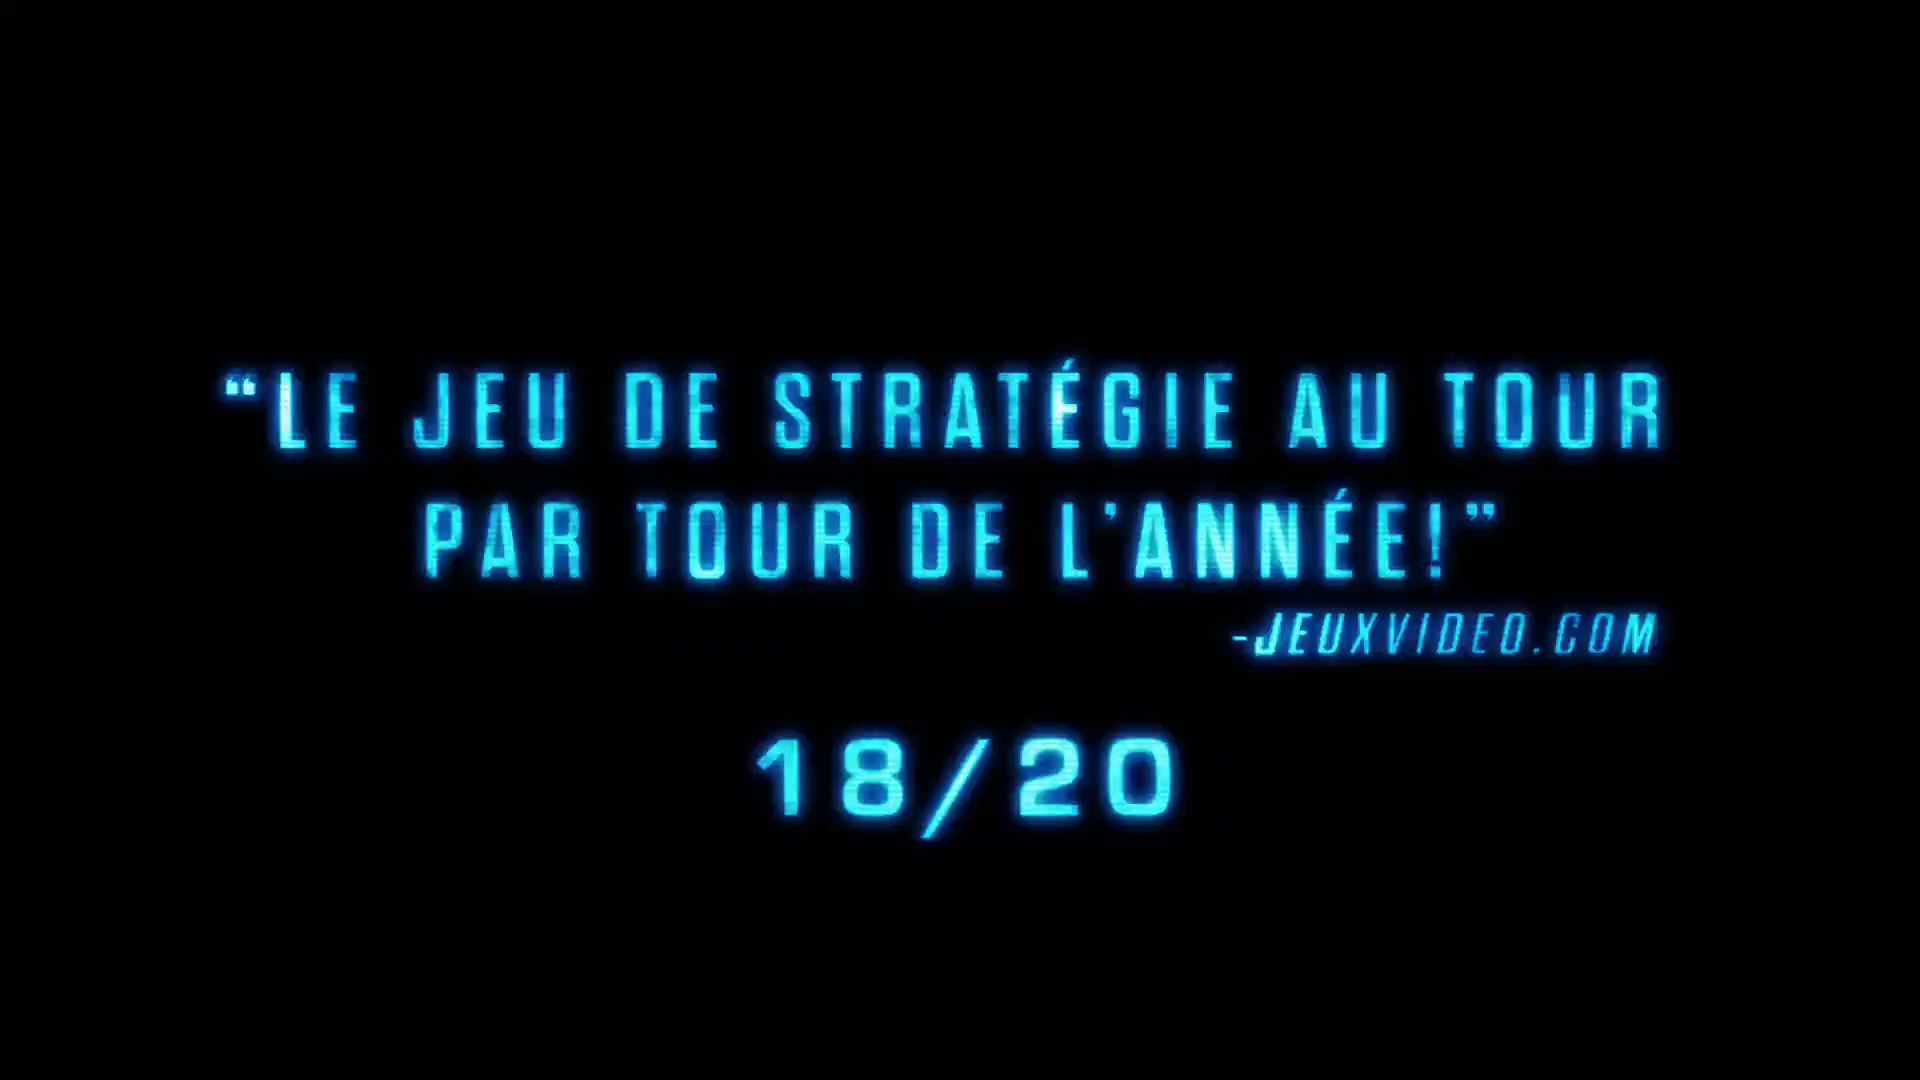 “LE JEU DE STRATÉGIE AU TOUR
PAR TOUR DE L’ANNÉE!”
-JEUXVIDEO.COM
18/20